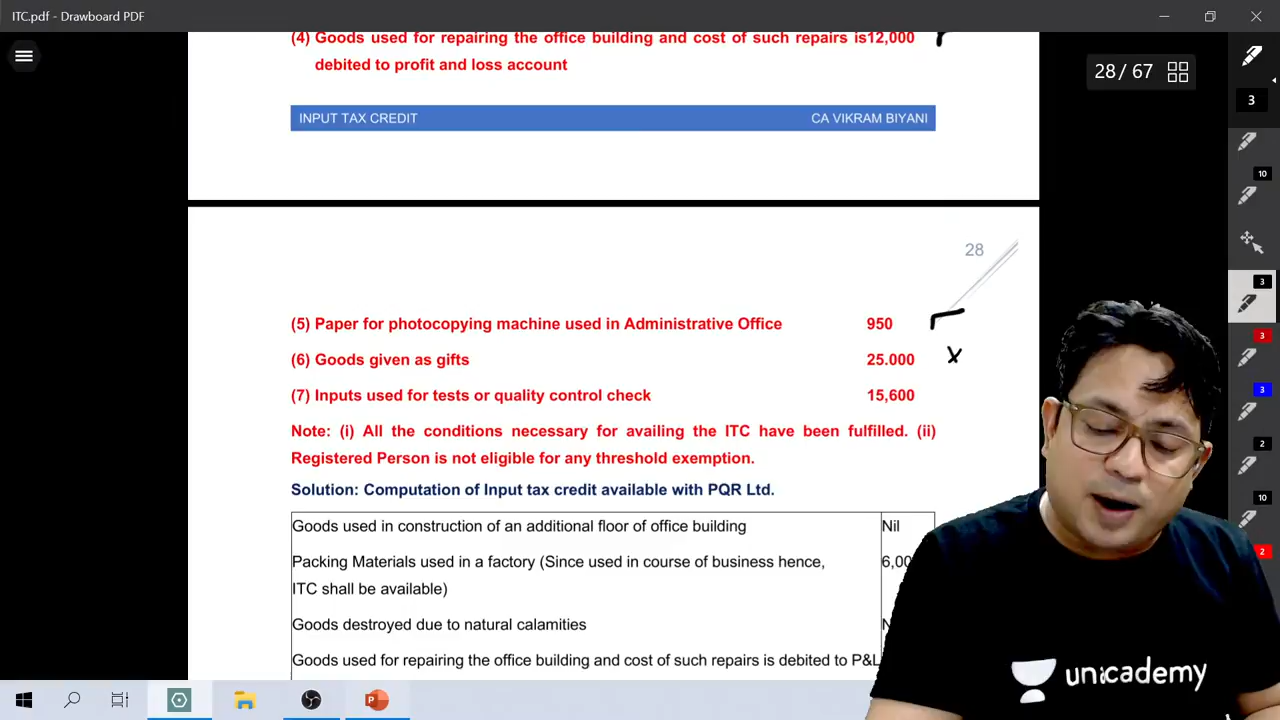 ITC.pdf - Drawboard PDF
(4) Goods used for repairing the office building and cost of such repairs is12,000
debited to profit and loss account
28 / 67
3
INPUT TAX CREDIT
CA VIKRAM BIYANI
10
28
3
(5) Paper for photocopying machine used in Administrative Office 950
3
(6) Goods given as gifts 25.000 x
(7) Inputs used for tests or quality control check 15,600
3
Note: (i) All the conditions necessary for availing the ITC have been fulfilled. (ii)
2
Registered Person is not eligible for any threshold exemption.
Solution: Computation of Input tax credit available with PQR Ltd.
10
Goods used in construction of an additional floor of office building Nil
2
Packing Materials used in a factory (Since used in course of business hence,
ITC shall be available)
Goods destroyed due to natural calamities
Goods used for repairing the office building and cost of such repairs is debited to P&L
unacademy